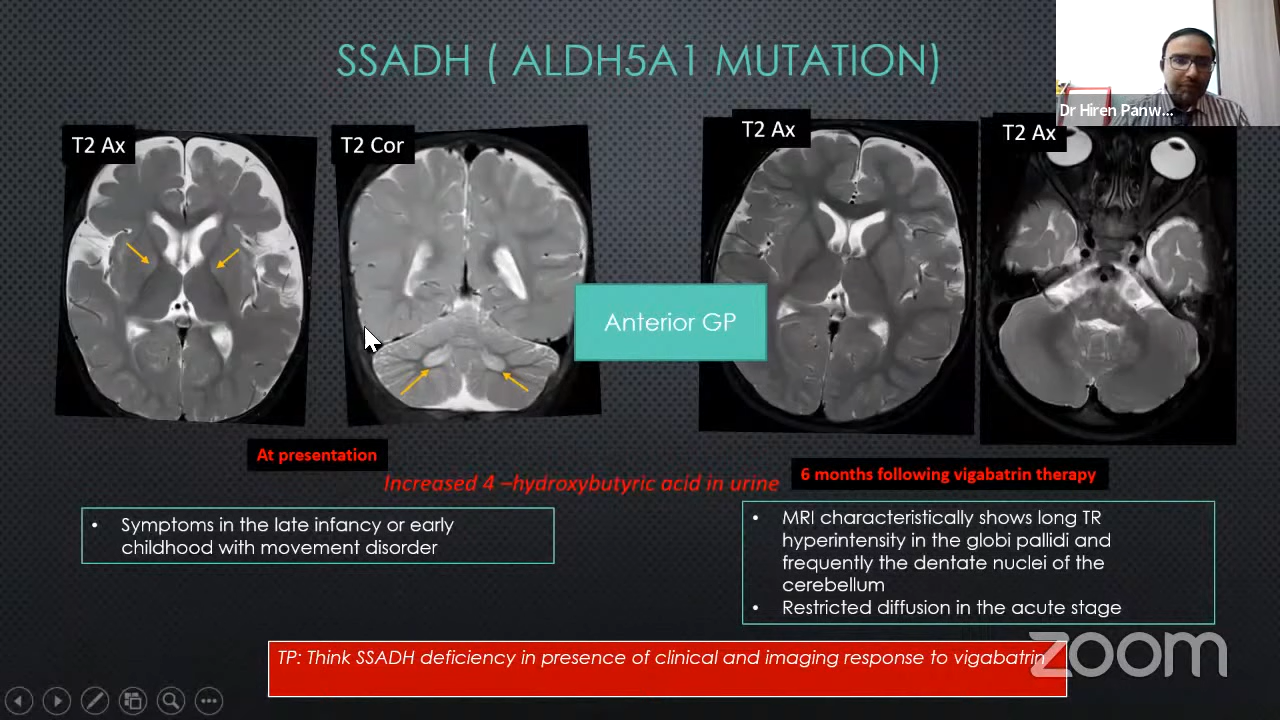 SSADH ( ALDH5A1 MUTATION)
Dr Hiren Panw...
T2 Ax
T2 Cor
T2 Ax
T2 Ax
Anterior GP
At presentation
Increased 4 –hydroxybutyric acid in urine
6 months following vigabatrin therapy
• Symptoms in the late infancy or early
childhood with movement disorder
• MRI characteristically shows long TR
hyperintensity in the globi pallidi and
frequently the dentate nuclei of the
cerebellum
• Restricted diffusion in the acute stage
TP: Think SSADH deficiency in presence of clinical and imaging response to vigabatrin
zoom